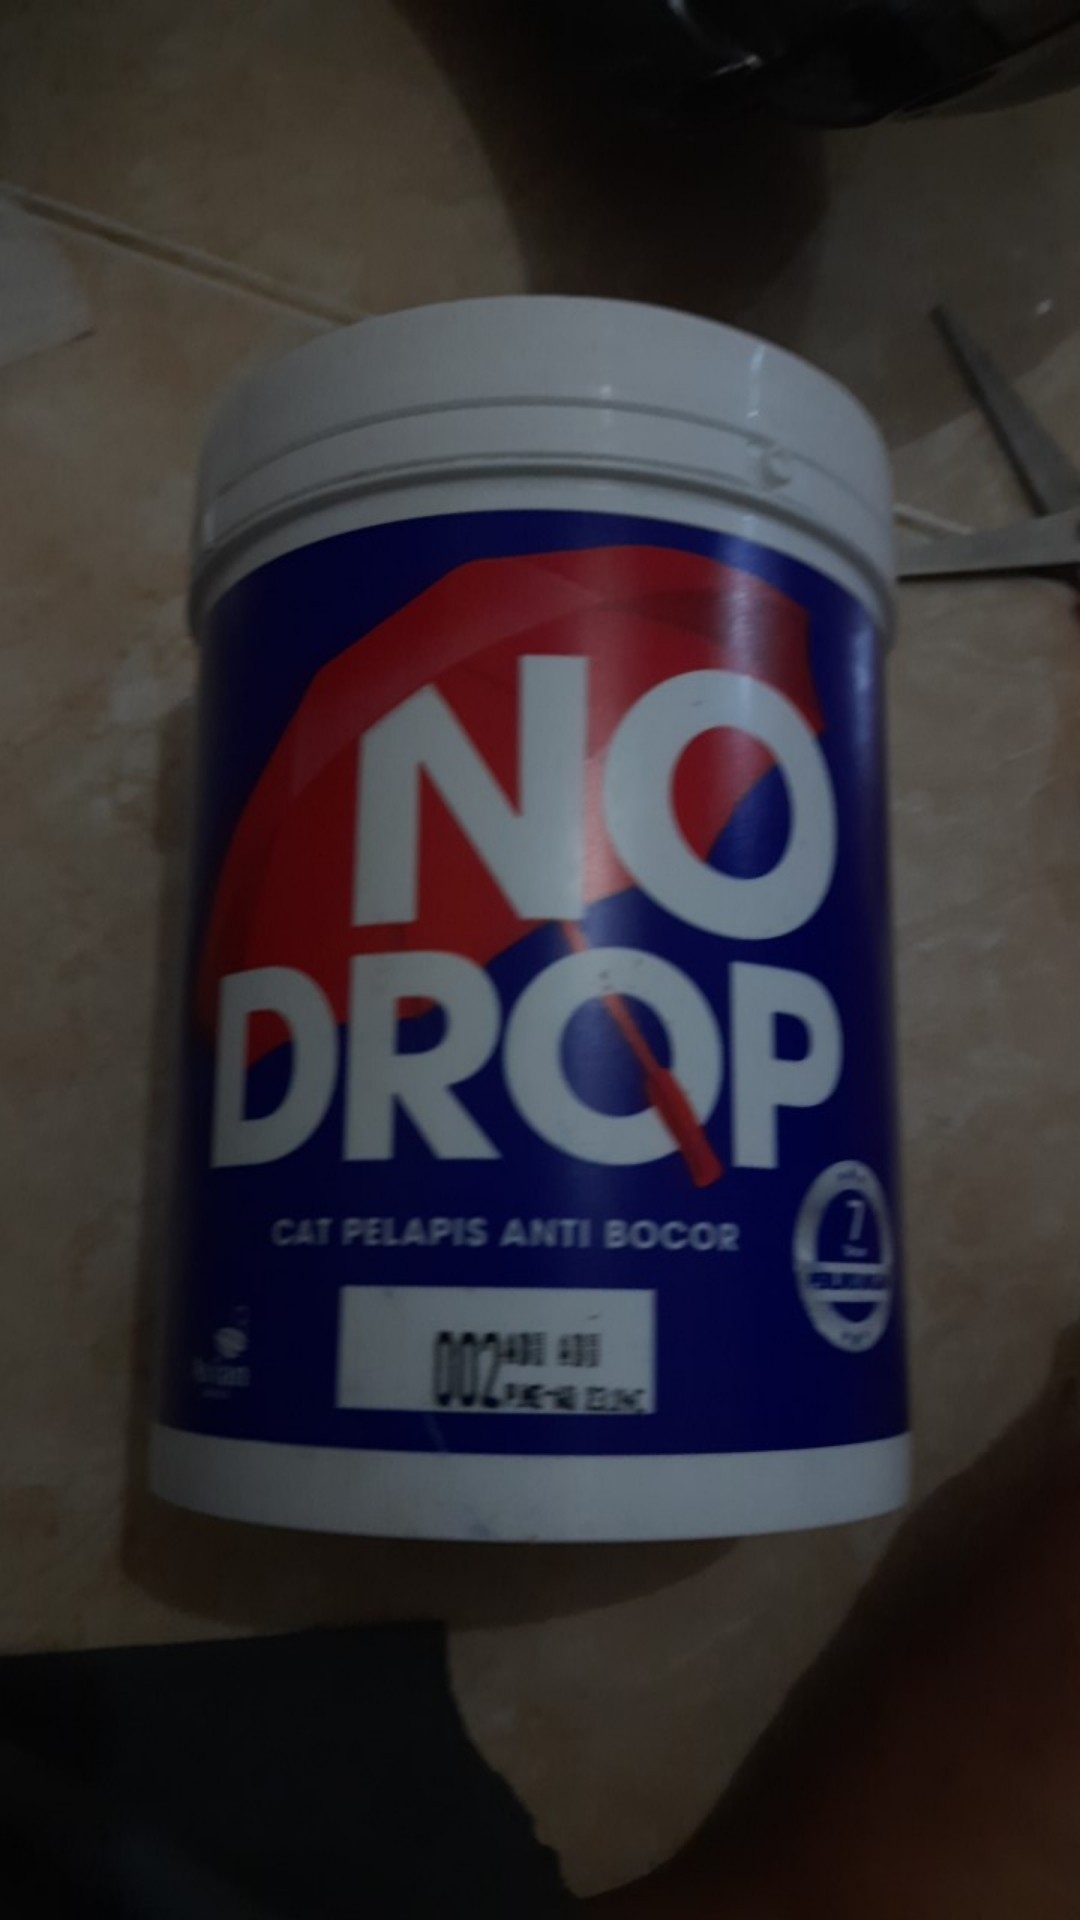 NO
DROP
CAT PELAPIS ANTI BOCOR
7
002